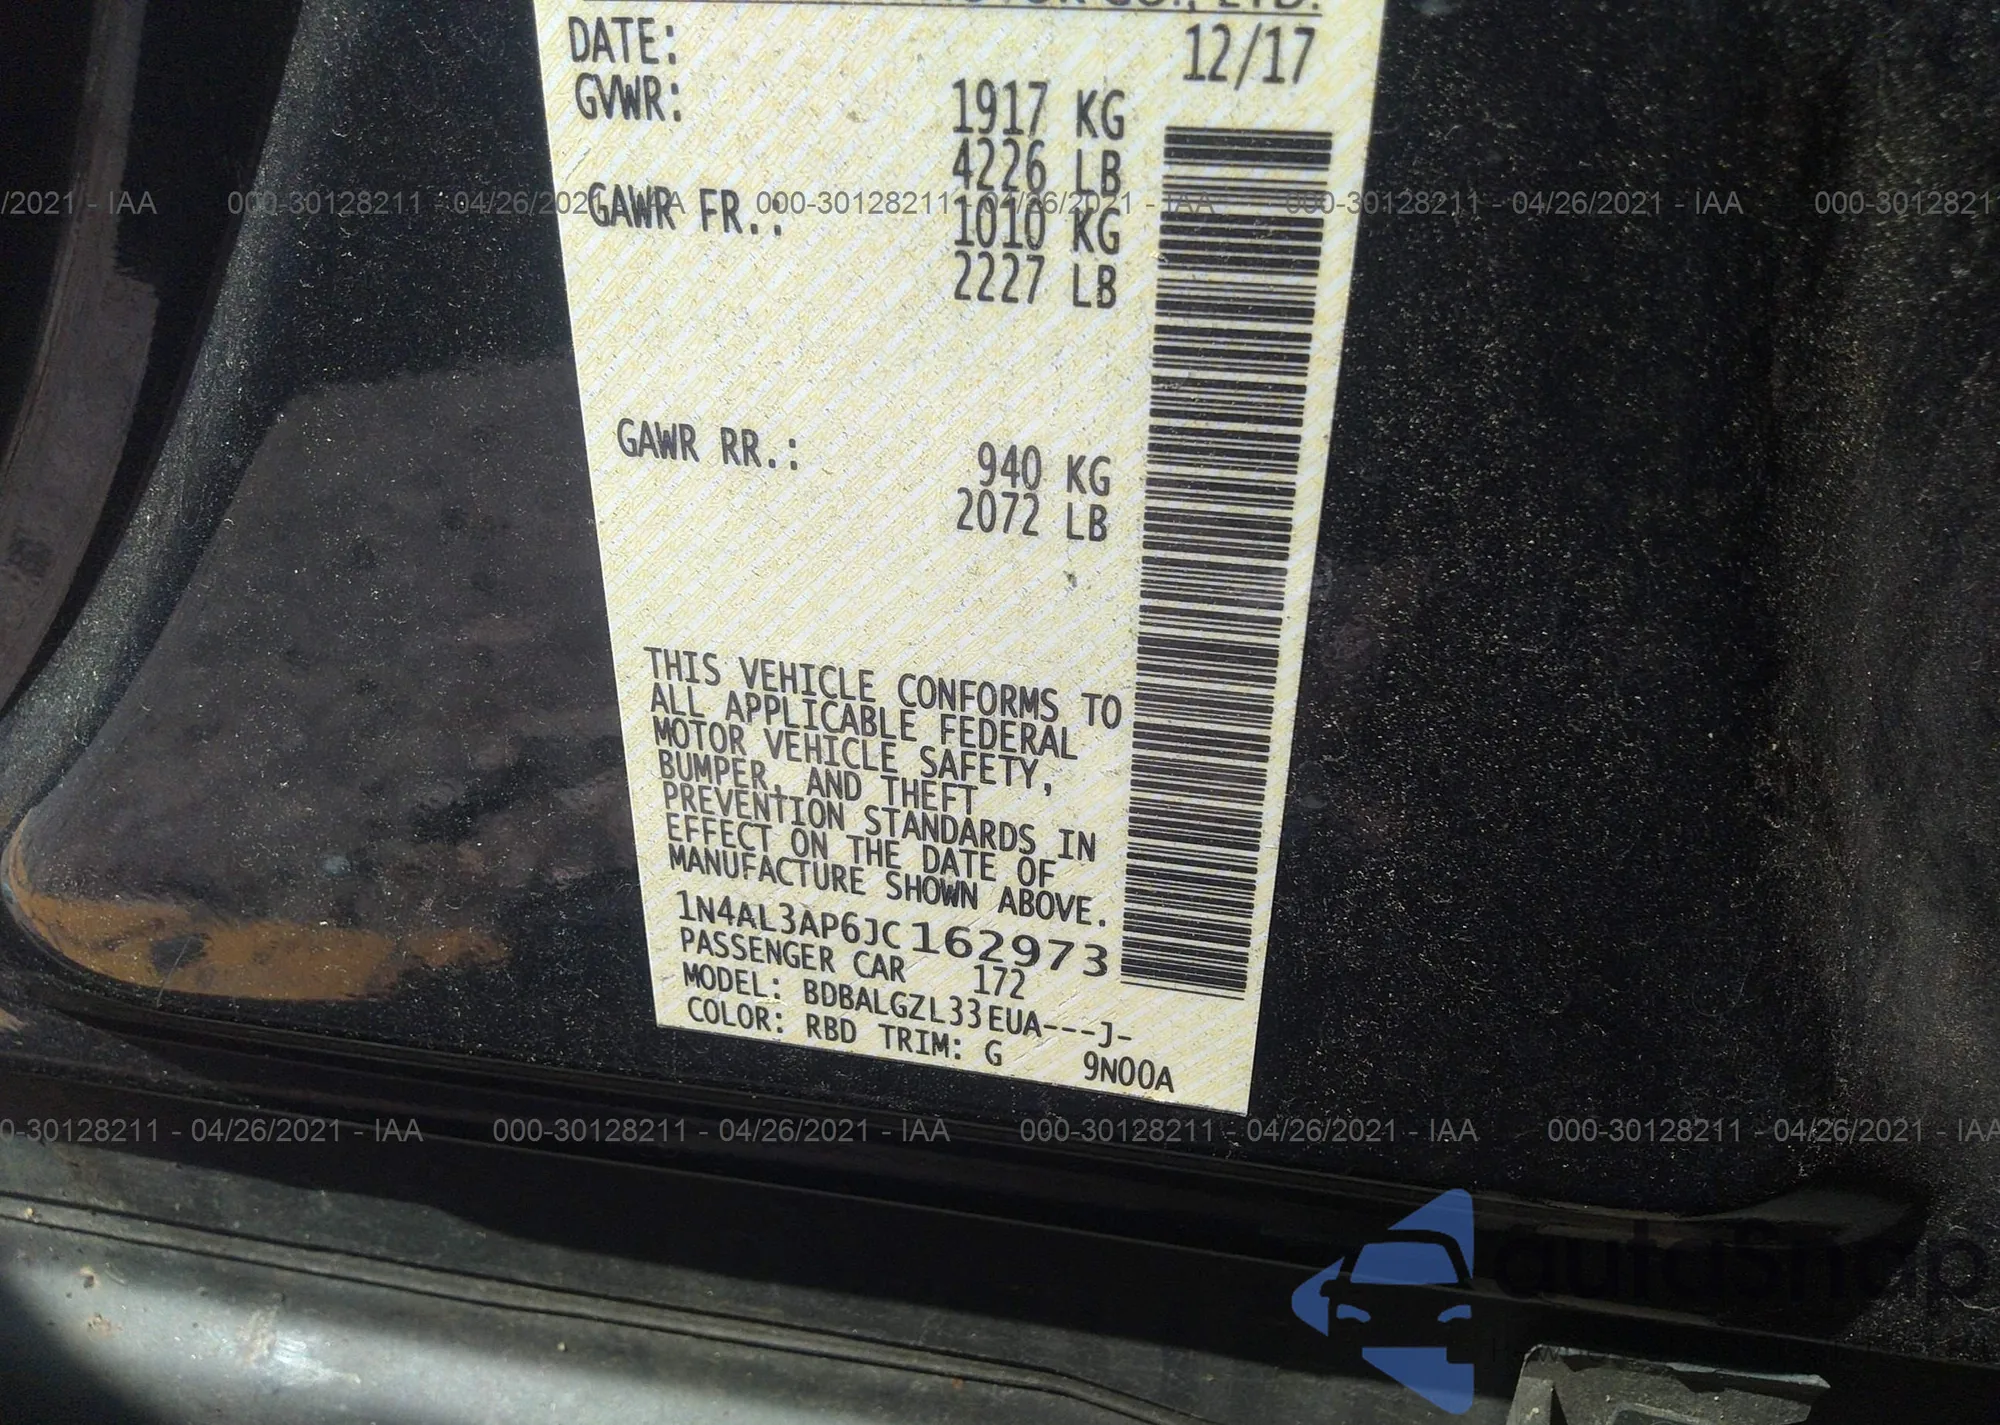 MOTOR CO., LTD.
DATE: 12/17
GVWR: 1917 KG
4226 LB
/2021 - IAA 000-30128211 - 04/26/2021 - IAA 000-30128211 - 04/26/2021 - IAA 000-30128211 - 04/26/2021 - IAA 000-3012821
GAWR FR.: 1010 KG
2227 LB
GAWR RR.: 940 KG
2072 LB
THIS VEHICLE CONFORMS TO
ALL APPLICABLE FEDERAL
MOTOR VEHICLE SAFETY,
BUMPER, AND THEFT
PREVENTION STANDARDS IN
EFFECT ON THE DATE OF
MANUFACTURE SHOWN ABOVE.
1N4AL3AP6JC162973
PASSENGER CAR 172
MODEL: BDBALGZL33EUA---J-
COLOR: RBD TRIM: G 9N00A
0-30128211 - 04/26/2021 - IAA 000-30128211 - 04/26/2021 - IAA 000-30128211 - 04/26/2021 - IAA 000-30128211 - 04/26/2021 - IAA
autoSnap